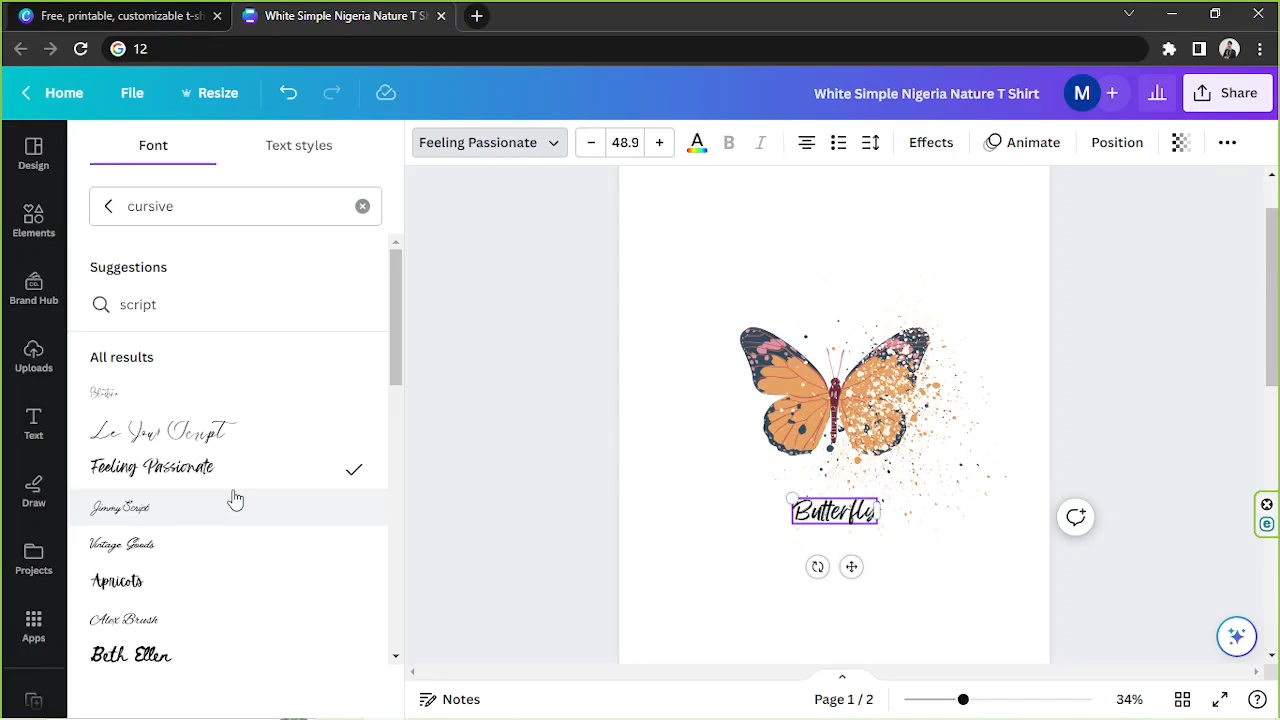 Free, printable, customizable t-sh
White Simple Nigeria Nature T S
12
Home
File
Resize
White Simple Nigeria Nature T Shirt
M
Share
Design
Elements
Brand Hub
Uploads
Text
Draw
Projects
Apps
Font
Text styles
cursive
Suggestions
script
All results
Le Your Script
Feeling Passionate
Jimmy Script
Vintage Goods
Apricots
Alex Brush
Beth Ellen
Feeling Passionate
48.9
A
B
I
Effects
Animate
Position
Butterfly
Notes
Page 1 / 2
34%